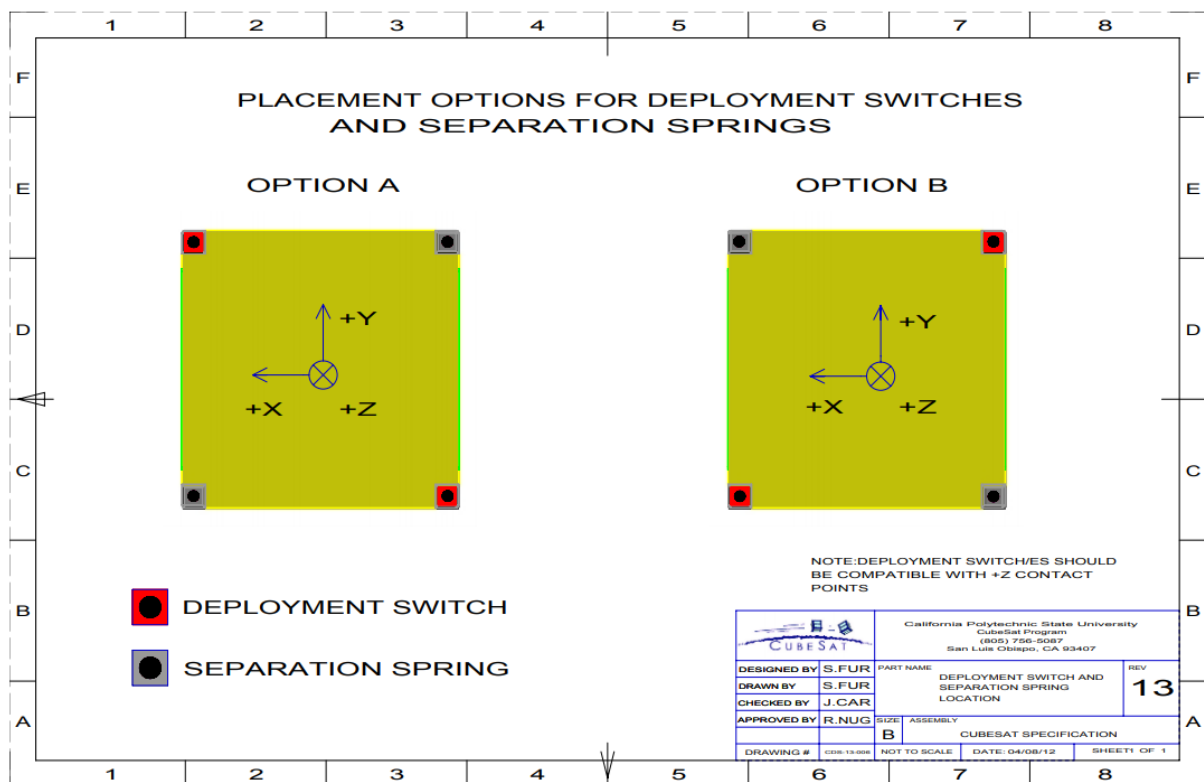 1 2 3 4 5 6 7 8
F F
PLACEMENT OPTIONS FOR DEPLOYMENT SWITCHES
AND SEPARATION SPRINGS
E E
OPTION A OPTION B
D D
+Y +Y
+X +Z +X +Z
C C
NOTE:DEPLOYMENT SWITCH/ES SHOULD
BE COMPATIBLE WITH +Z CONTACT
POINTS
B B
DEPLOYMENT SWITCH
SEPARATION SPRING
A A
CUBESAT
California Polytechnic State University
CubeSat Program
(805) 756-5087
San Luis Obispo, CA 93407
DESIGNED BY S.FUR
DRAWN BY S.FUR
CHECKED BY J.CAR
APPROVED BY R.NUG
PART NAME
DEPLOYMENT SWITCH AND
SEPARATION SPRING
LOCATION
REV
13
SIZE ASSEMBLY
B CUBESAT SPECIFICATION
DRAWING # CDS-13-006 NOT TO SCALE DATE: 04/08/12 SHEET1 OF 1
1 2 3 4 5 6 7 8